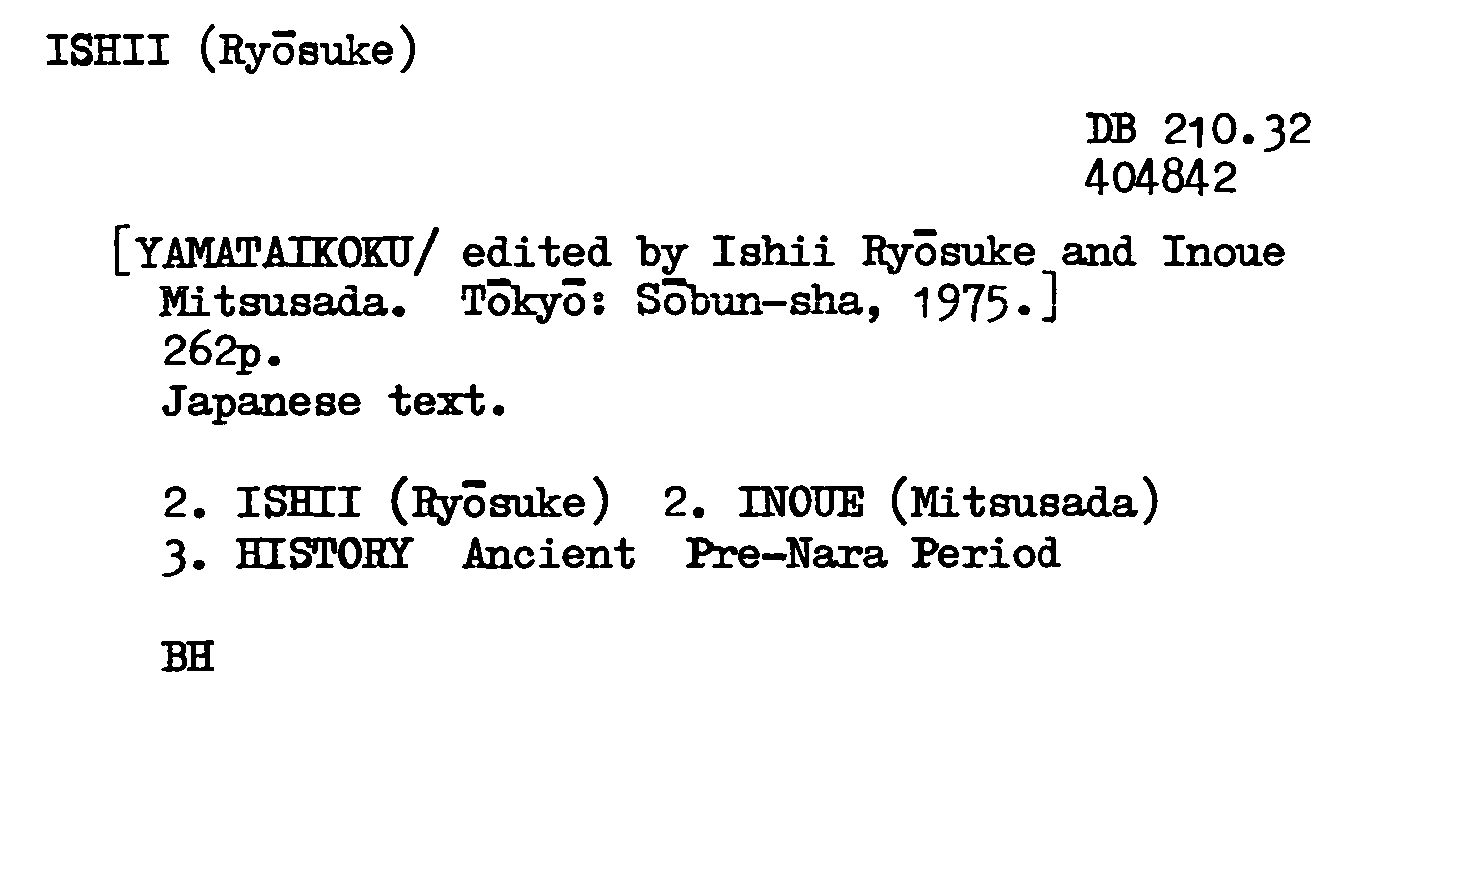 ISHII (Ryōsuke)
DB 210.32
404842
[YAMATAIKOKU/ edited by Ishii Ryōsuke and Inoue
Mitsusada. Tōkyō: Sōbun-sha, 1975.]
262p.
Japanese text.
2. ISHII (Ryōsuke) 2. INOUE (Mitsusada)
3. HISTORY Ancient Pre-Nara Period
BH